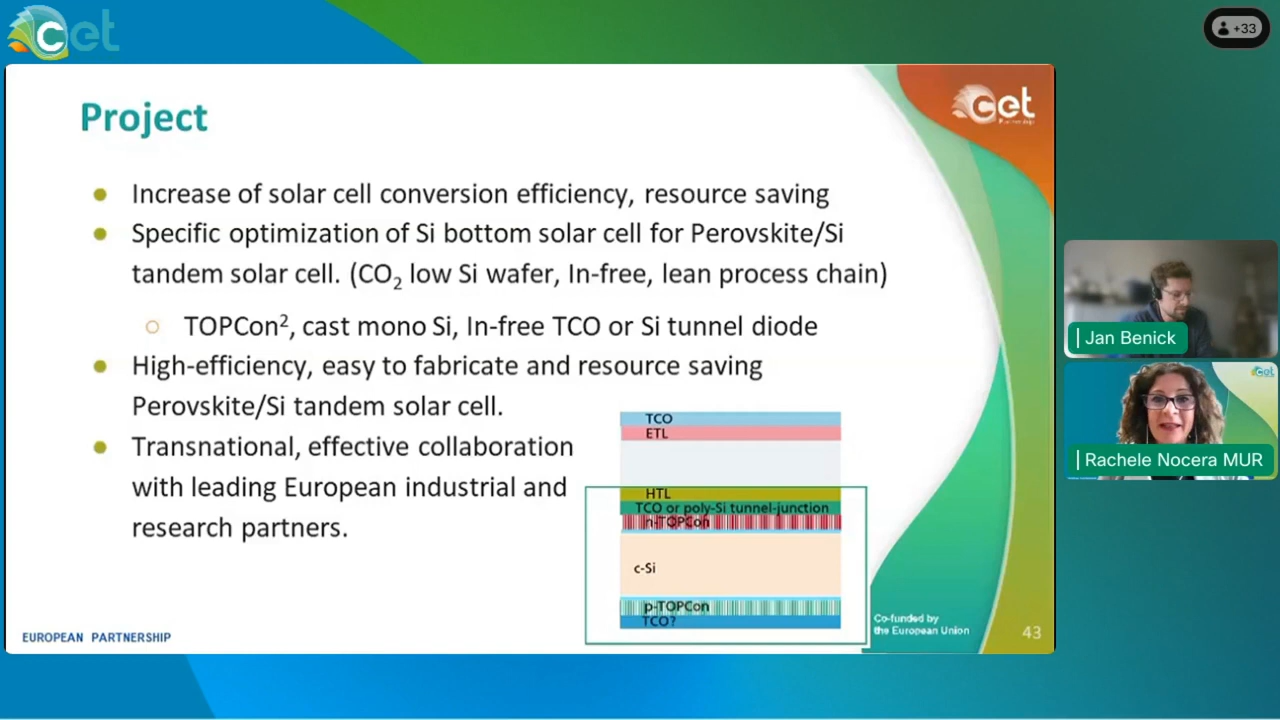 cet
+33
Project
cet
Increase of solar cell conversion efficiency, resource saving
Specific optimization of Si bottom solar cell for Perovskite/Si
tandem solar cell. (CO₂ low Si wafer, In-free, lean process chain)
TOPCon², cast mono Si, In-free TCO or Si tunnel diode
High-efficiency, easy to fabricate and resource saving
Perovskite/Si tandem solar cell.
Transnational, effective collaboration
with leading European industrial and
research partners.
TCO
ETL
HTL
TCO or poly-Si tunnel-junction
n-TOPCon
c-Si
p-TOPCon
TCO?
EUROPEAN PARTNERSHIP
Co-funded by
the European Union
43
Jan Benick
cet
Rachele Nocera MUR